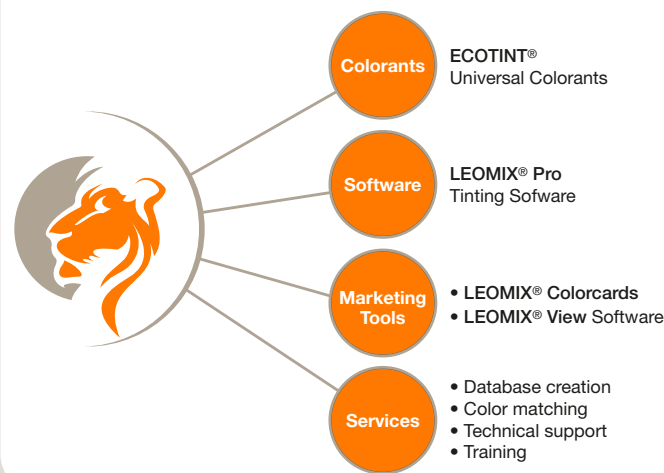 Colorants
ECOTINT®
Universal Colorants
Software
LEOMIX® Pro
Tinting Sofware
Marketing
Tools
• LEOMIX® Colorcards
• LEOMIX® View Software
Services
• Database creation
• Color matching
• Technical support
• Training